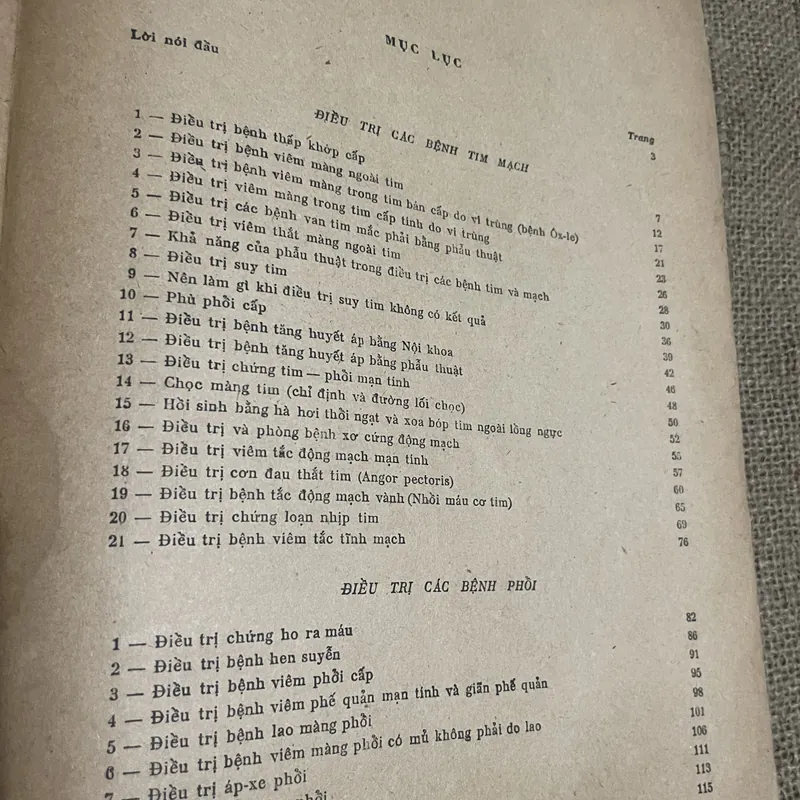 MỤC LỤC
Trang
Lời nói đầu 3
ĐIỀU TRỊ CÁC BỆNH TIM MẠCH
1 — Điều trị bệnh thấp khớp cấp 7
2 — Điều trị bệnh viêm màng ngoài tim 12
3 — Điều trị bệnh viêm màng trong tim bán cấp do vi trùng (bệnh Ôx-le) 17
4 — Điều trị viêm màng trong tim cấp tính do vi trùng 21
5 — Điều trị các bệnh van tim mắc phải bằng phẫu thuật 23
6 — Điều trị viêm thắt màng ngoài tim 26
7 — Khả năng của phẫu thuật trong điều trị các bệnh tim và mạch 28
8 — Điều trị suy tim 30
9 — Nên làm gì khi điều trị suy tim không có kết quả 36
10 — Phù phổi cấp 39
11 — Điều trị bệnh tăng huyết áp bằng Nội khoa 42
12 — Điều trị bệnh tăng huyết áp bằng phẫu thuật 46
13 — Điều trị chứng tim — phổi mạn tính 48
14 — Chọc màng tim (chỉ định và đường lối chọc) 50
15 — Hồi sinh bằng hà hơi thổi ngạt và xoa bóp tim ngoài lồng ngực 52
16 — Điều trị và phòng bệnh xơ cứng động mạch 55
17 — Điều trị viêm tắc động mạch mạn tính 57
18 — Điều trị cơn đau thắt tim (Angor pectoris) 60
19 — Điều trị bệnh tắc động mạch vành (Nhồi máu cơ tim) 65
20 — Điều trị chứng loạn nhịp tim 69
21 — Điều trị bệnh viêm tắc tĩnh mạch 76
ĐIỀU TRỊ CÁC BỆNH PHỔI
1 — Điều trị chứng ho ra máu 82
2 — Điều trị bệnh hen suyễn 86
3 — Điều trị bệnh viêm phổi cấp 91
4 — Điều trị bệnh viêm phế quản mạn tính và giãn phế quản 95
5 — Điều trị bệnh lao màng phổi 98
6 — Điều trị bệnh viêm màng phổi có mủ không phải do lao 101
7 — Điều trị áp-xe phổi 106
phổi 111
113
115